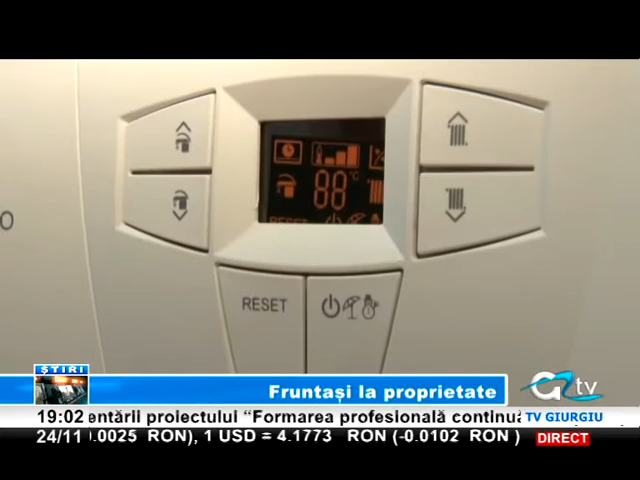 88 °C
RESET
RESET
ȘTIRI
Fruntași la proprietate
G tv
19:02 entării proiectului “Formarea profesională continuă
TV GIURGIU
24/11 0.0025 RON), 1 USD = 4.1773 RON (-0.0102 RON )
DIRECT